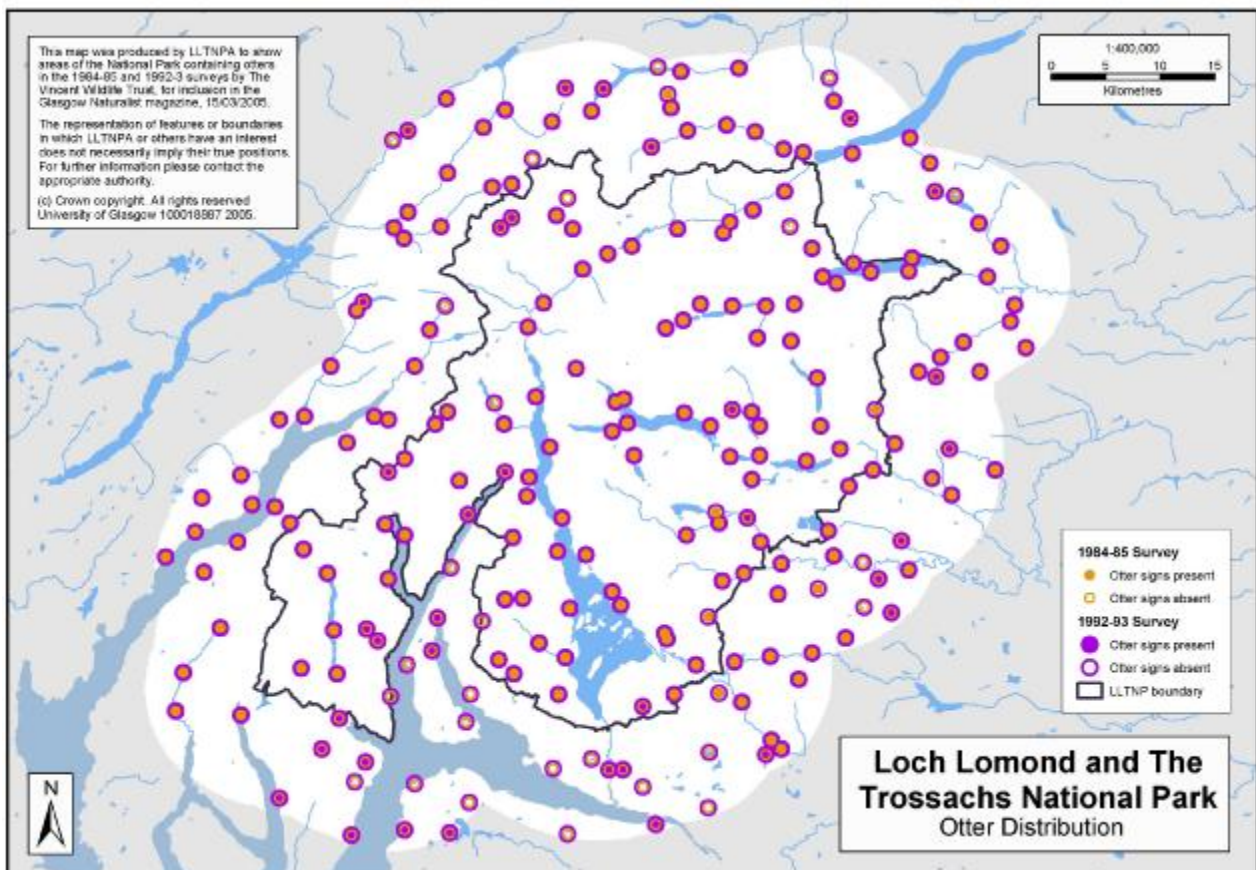 This map was produced by LLTNPA to show
areas of the National Park containing otters
in the 1984-85 and 1992-3 surveys by The
Vincent Wildlife Trust, for inclusion in the
Glasgow Naturalist magazine, 15/03/2005.
The representation of features or boundaries
in which LLTNPA or others have an interest
does not necessarily imply their true positions.
For further information please contact the
appropriate authority.
(c) Crown copyright. All rights reserved
University of Glasgow 100018887 2005.
1:400,000
0 5 10 15
Kilometres
1984-85 Survey
Otter signs present
Otter signs absent
1992-93 Survey
Otter signs present
Otter signs absent
LLTNP boundary
Loch Lomond and The
Trossachs National Park
Otter Distribution
N